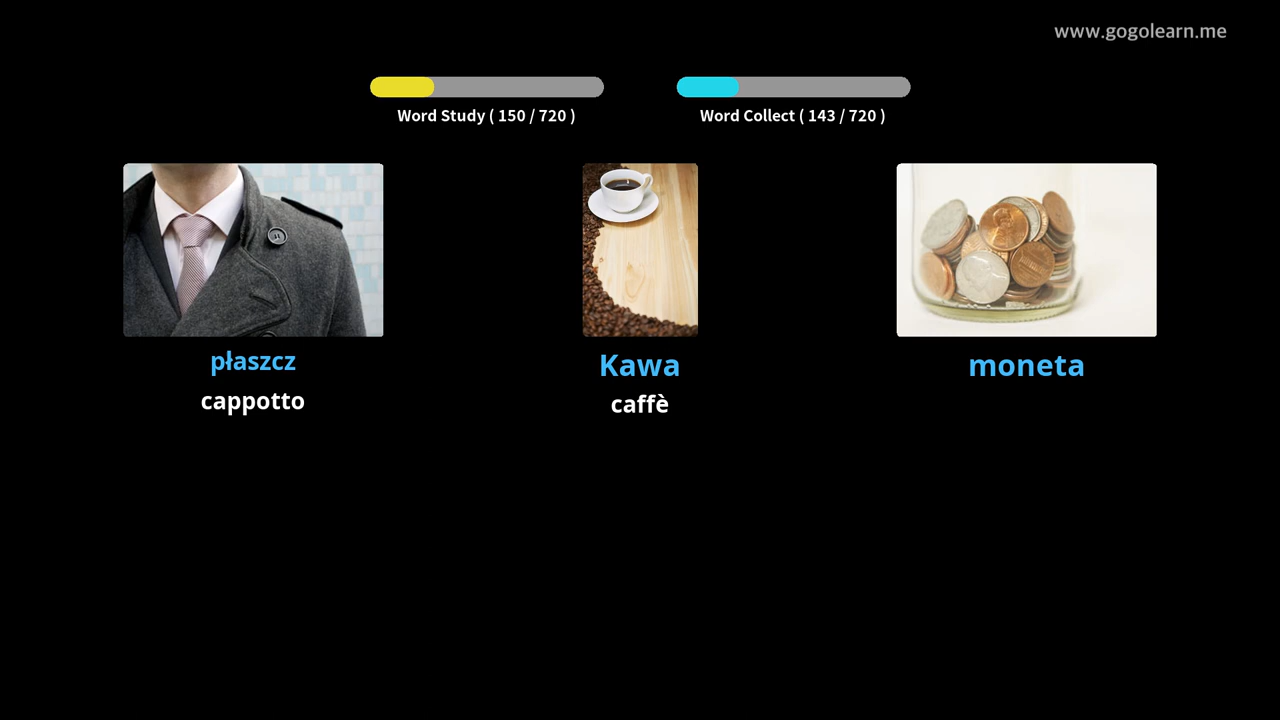 www.gogolearn.me
Word Study ( 150 / 720 )
Word Collect ( 143 / 720 )
płaszcz
cappotto
Kawa
caffè
moneta